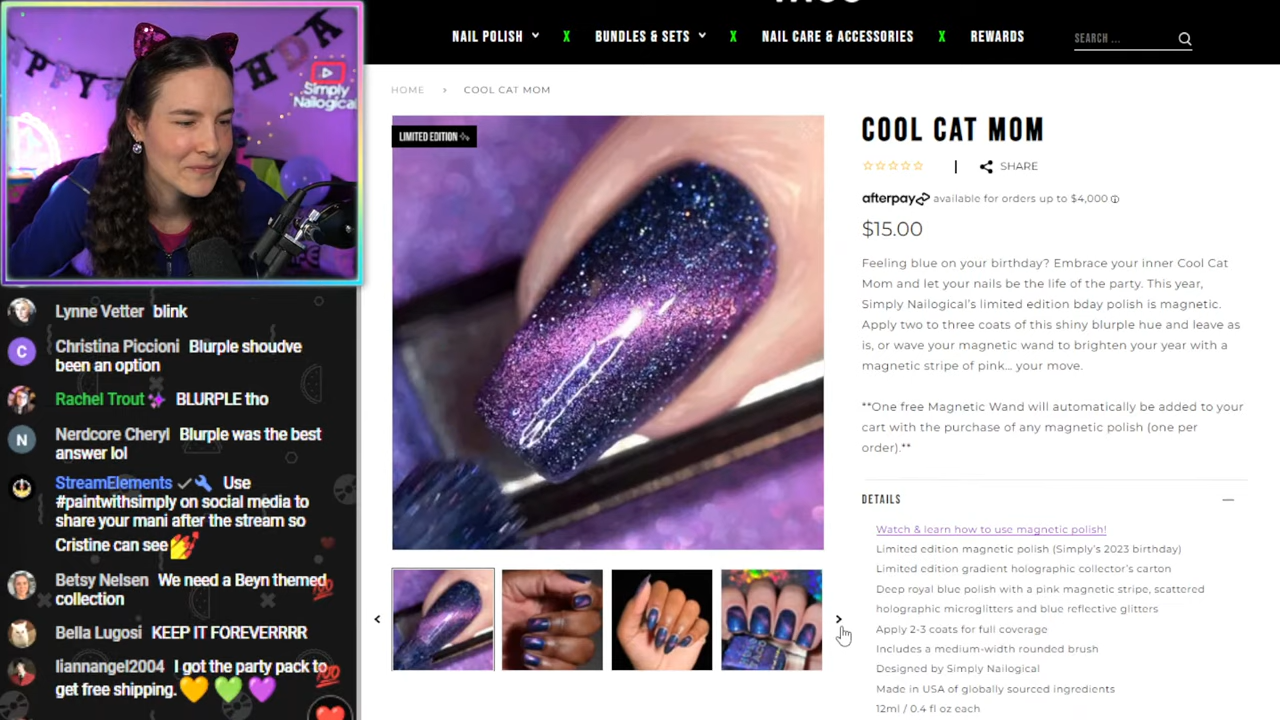 NAIL POLISH X BUNDLES & SETS X NAIL CARE & ACCESSORIES X REWARDS
SEARCH ...
Simply
Nailogical
HOME › COOL CAT MOM
LIMITED EDITION
COOL CAT MOM
SHARE
afterpay available for orders up to $4,000
$15.00
Feeling blue on your birthday? Embrace your inner Cool Cat
Mom and let your nails be the life of the party. This year,
Simply Nailogical's limited edition bday polish is magnetic.
Apply two to three coats of this shiny blurple hue and leave as
is, or wave your magnetic wand to brighten your year with a
magnetic stripe of pink... your move.
**One free Magnetic Wand will automatically be added to your
cart with the purchase of any magnetic polish (one per
order).**
DETAILS
Watch & learn how to use magnetic polish!
Limited edition magnetic polish (Simply's 2023 birthday)
Limited edition gradient holographic collector's carton
Deep royal blue polish with a pink magnetic stripe, scattered
holographic microglitters and blue reflective glitters
Apply 2-3 coats for full coverage
Includes a medium-width rounded brush
Designed by Simply Nailogical
Made in USA of globally sourced ingredients
12ml / 0.4 fl oz each
Lynne Vetter blink
C Christina Piccioni Blurple shoudve
been an option
Rachel Trout BLURPLE tho
N Nerdcore Cheryl Blurple was the best
answer lol
StreamElements Use
#paintwithsimply on social media to
share your mani after the stream so
Cristine can see 💅
Betsy Nelsen We need a Beyn themed
collection
Bella Lugosi KEEP IT FOREVERRRR
liannangel2004 I got the party pack to
get free shipping. 🧡💚💜